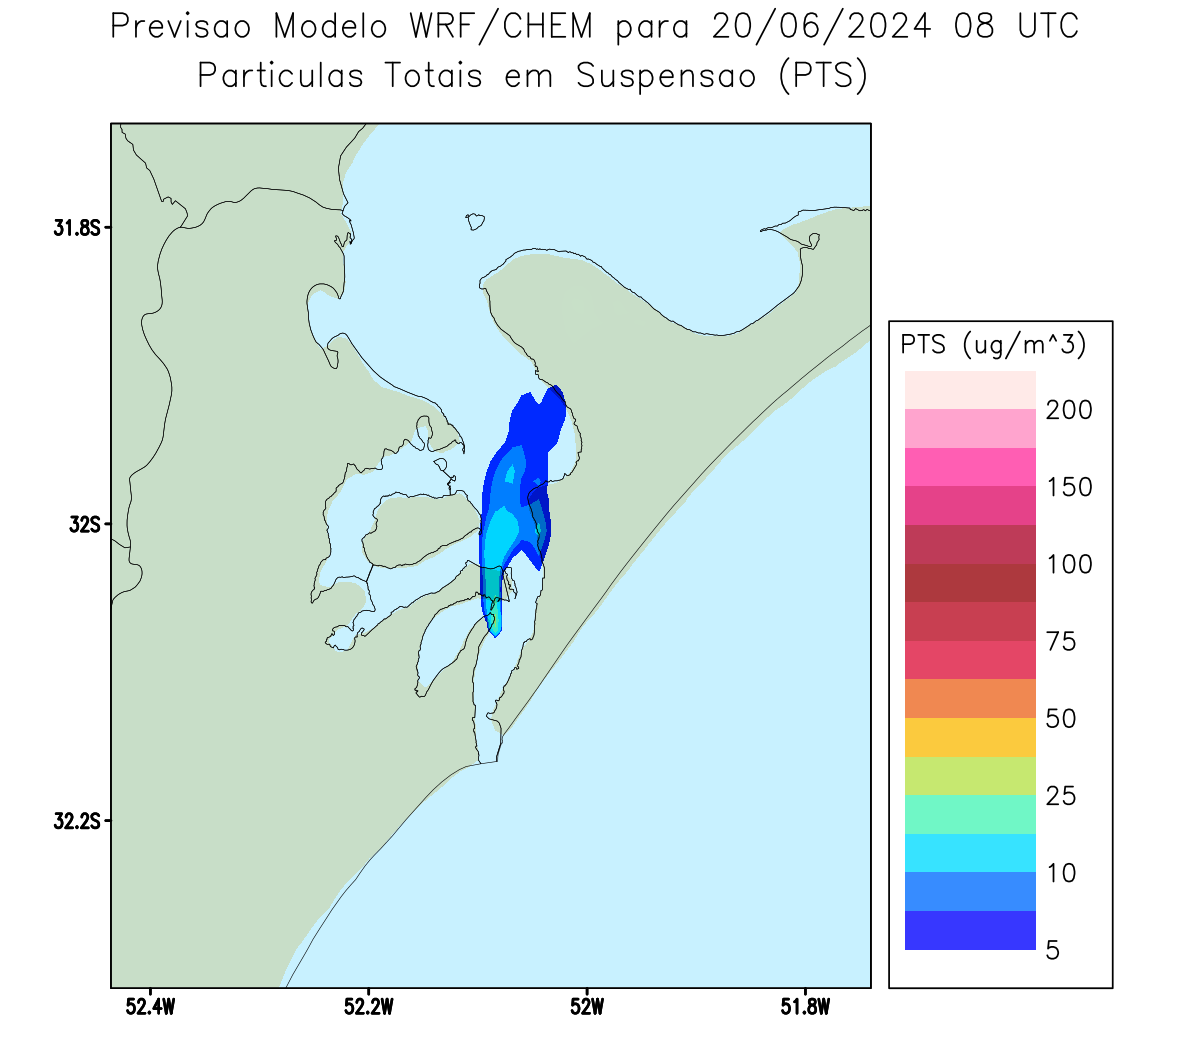 Previsao Modelo WRF/CHEM para 20/06/2024 08 UTC
Particulas Totais em Suspensao (PTS)
31.8S
32S
32.2S
52.4W 52.2W 52W 51.8W
PTS (ug/m^3)
200
150
100
75
50
25
10
5